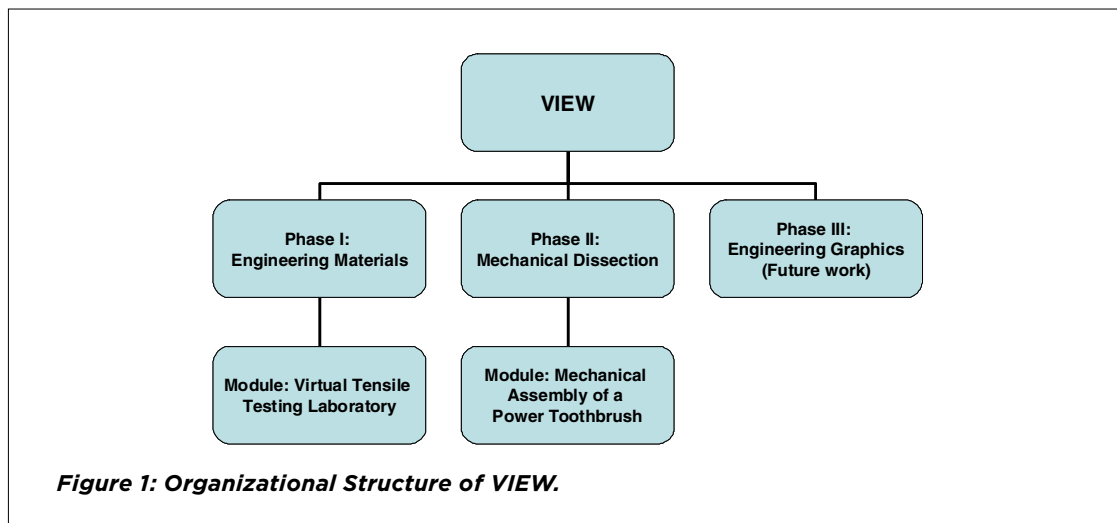 VIEW
Phase I:
Engineering Materials
Phase II:
Mechanical Dissection
Phase III:
Engineering Graphics
(Future work)
Module: Virtual Tensile
Testing Laboratory
Module: Mechanical
Assembly of a
Power Toothbrush
Figure 1: Organizational Structure of VIEW.